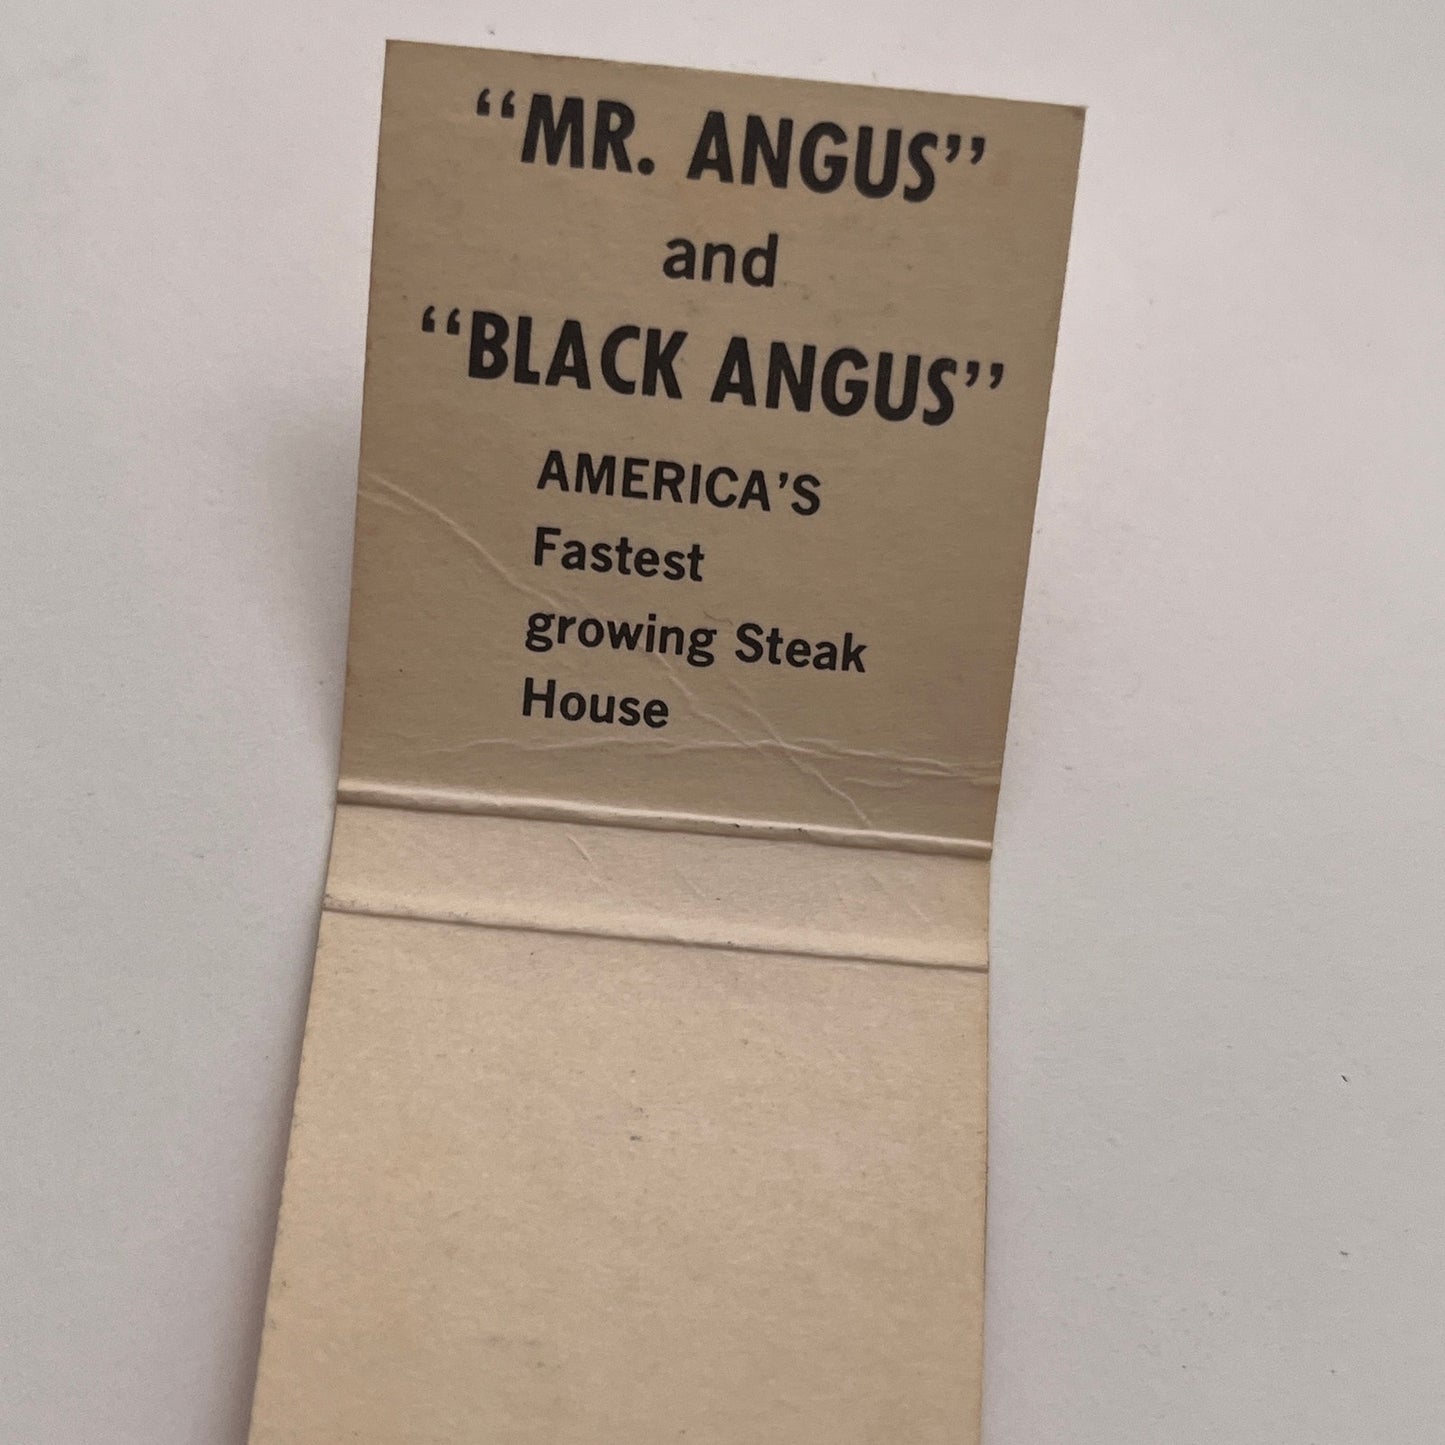 “MR. ANGUS”
and
“BLACK ANGUS”
AMERICA’S
Fastest
growing Steak
House